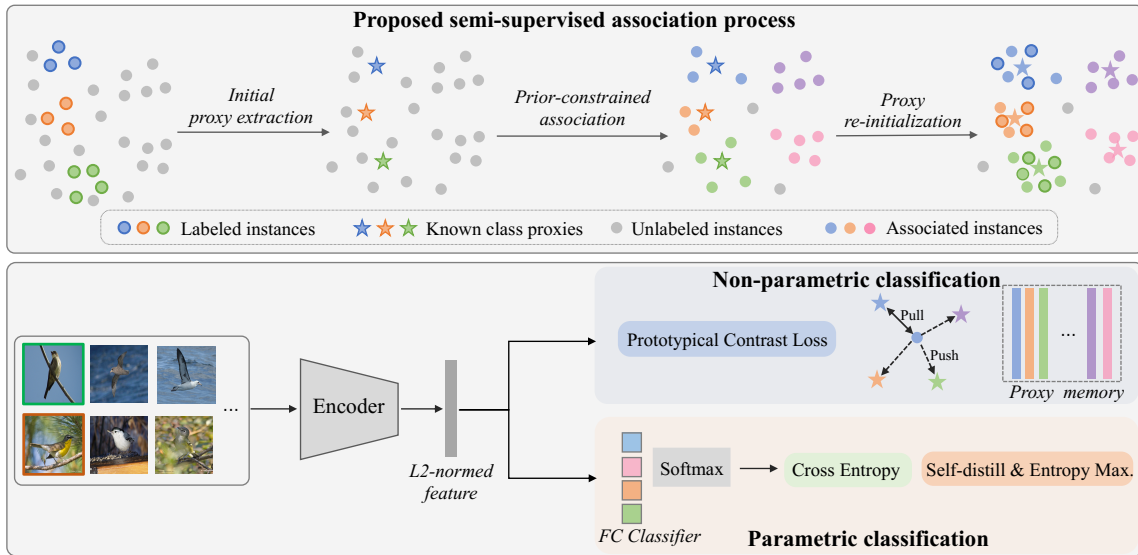 Proposed semi-supervised association process
Initial
proxy extraction
Prior-constrained
association
Proxy
re-initialization
Labeled instances
Known class proxies
Unlabeled instances
Associated instances
Non-parametric classification
Prototypical Contrast Loss
Pull
Push
...
Proxy memory
...
Encoder
L2-normed
feature
Softmax
Cross Entropy
Self-distill & Entropy Max.
FC Classifier
Parametric classification